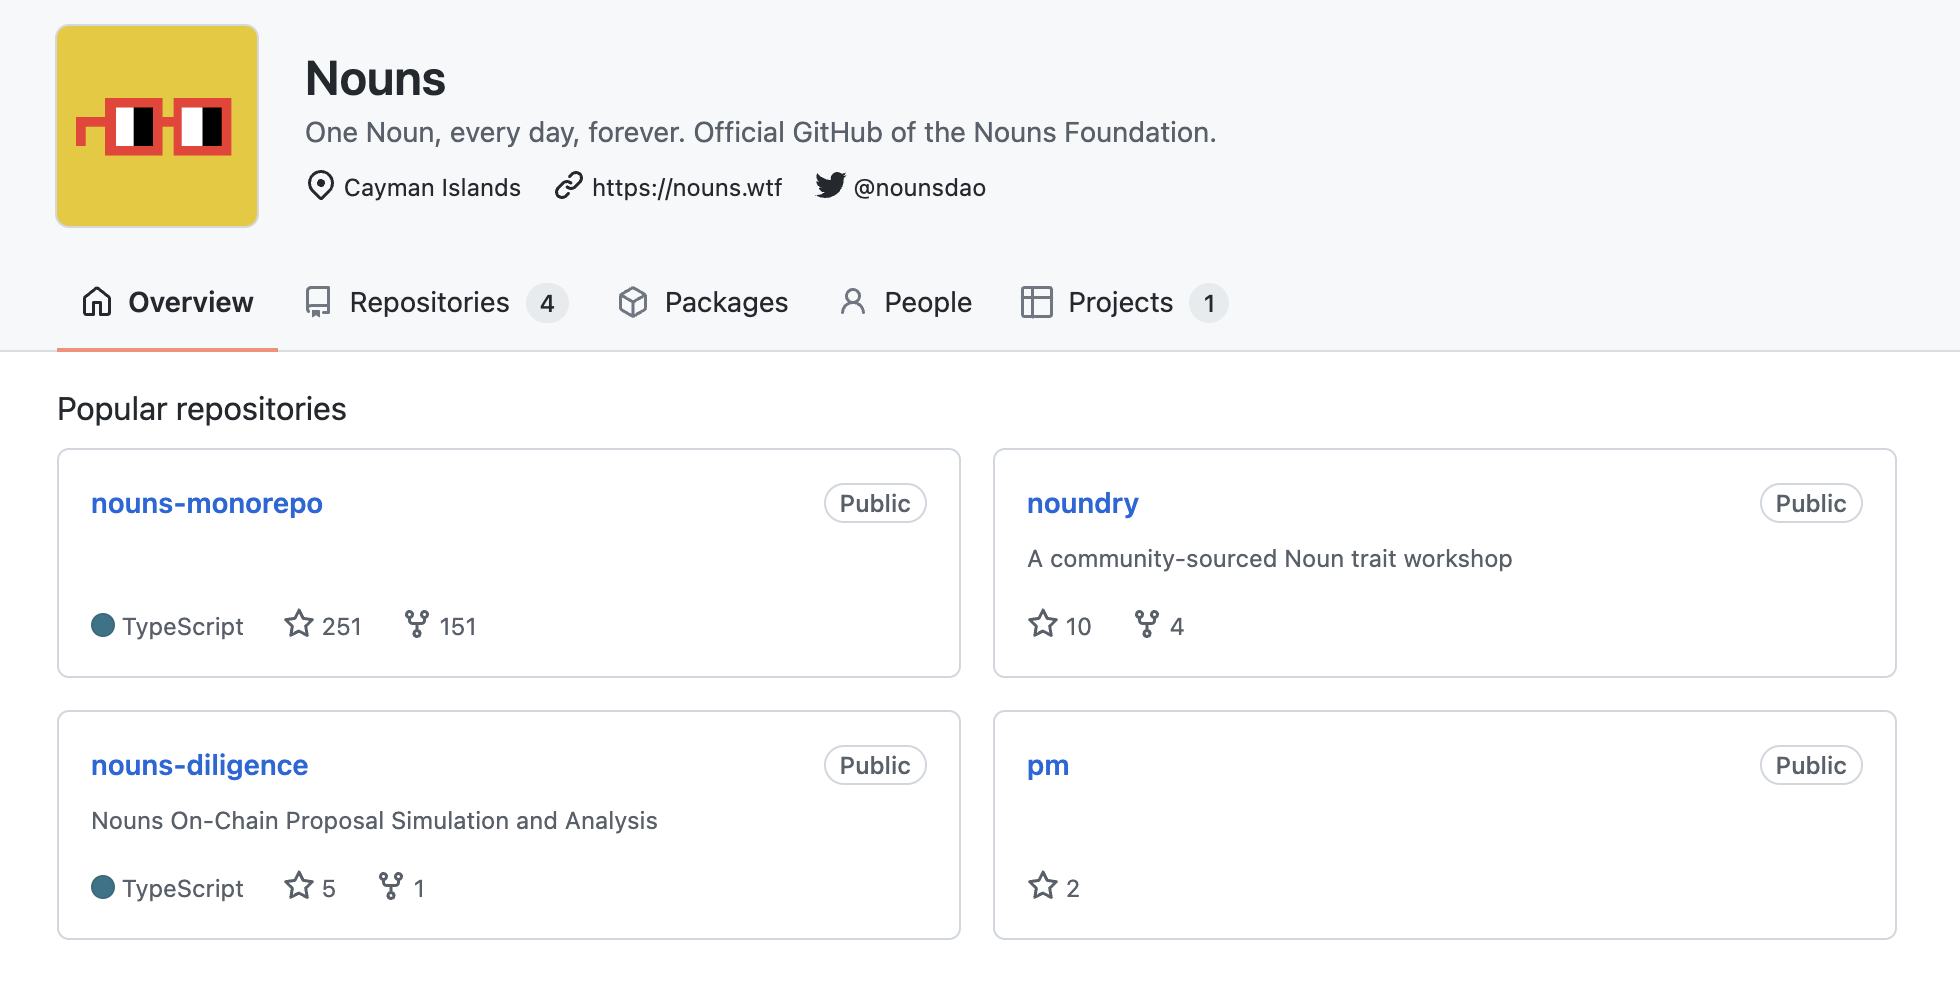 Nouns
One Noun, every day, forever. Official GitHub of the Nouns Foundation.
Cayman Islands https://nouns.wtf @nounsdao
Overview Repositories 4 Packages People Projects 1
Popular repositories
nouns-monorepo Public
TypeScript 251 151
noundry Public
A community-sourced Noun trait workshop
10 4
nouns-diligence Public
Nouns On-Chain Proposal Simulation and Analysis
TypeScript 5 1
pm Public
2